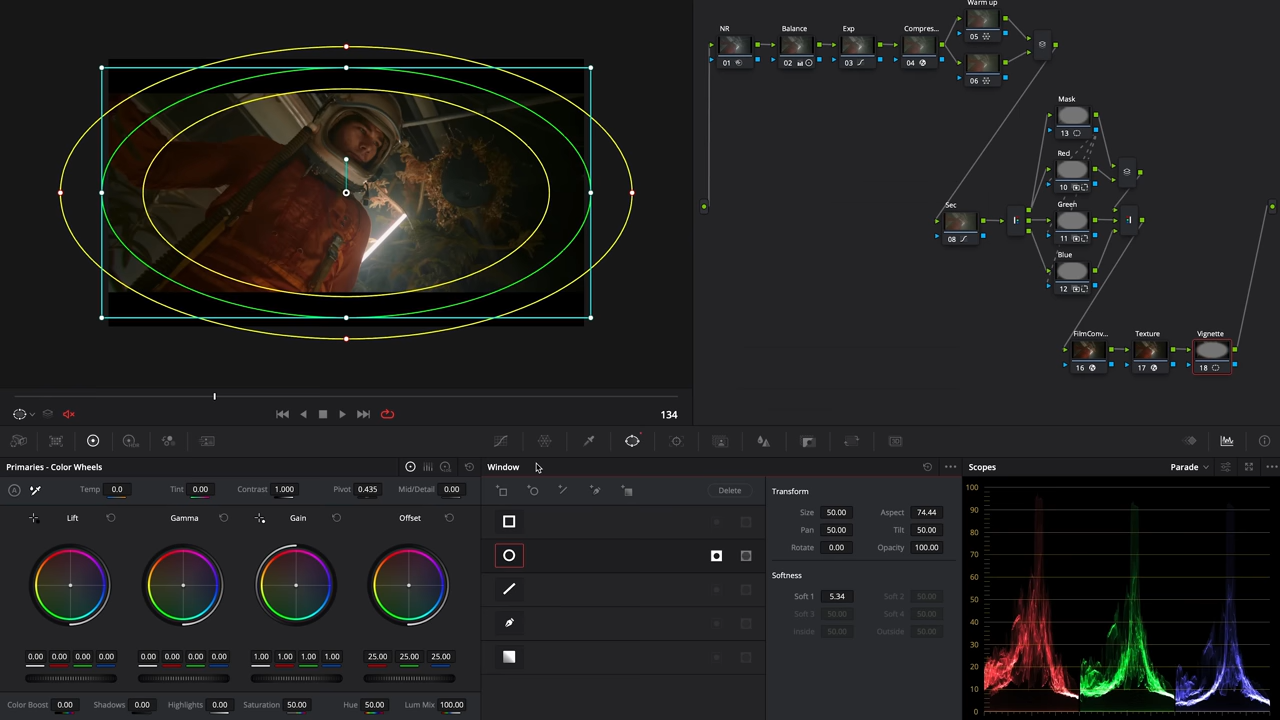 Warm up
NR
Balance
Exp
Compres...
01
02
03
04
05
06
Mask
13
Red
10
Sec
Green
08
11
Blue
12
FilmConv...
Texture
Vignette
16
17
18
134
Primaries - Color Wheels
Window
Scopes
Parade
Temp 0.0
Tint 0.00
Contrast 1.000
Pivot 0.435
Mid/Detail 0.00
Delete
Lift
Gamma
Gain
Offset
0.00 0.00 0.00 0.00
0.00 0.00 0.00 0.00
1.00 1.00 1.00 1.00
25.00 25.00 25.00
Color Boost 0.00
Shadows 0.00
Highlights 0.00
Saturation 50.00
Hue 50.00
Lum Mix 100.00
Transform
Size 50.00 Aspect 74.44
Pan 50.00 Tilt 50.00
Rotate 0.00 Opacity 100.00
Softness
Soft 1 5.34 Soft 2 50.00
Soft 3 50.00 Soft 4 50.00
Inside 50.00 Outside 50.00
100
90
80
70
60
50
40
30
20
10
0